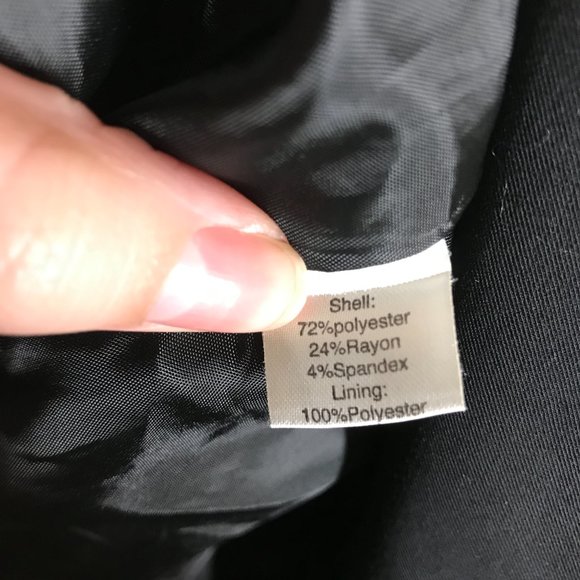 Shell:
72%polyester
24%Rayon
4%Spandex
Lining:
100%Polyester